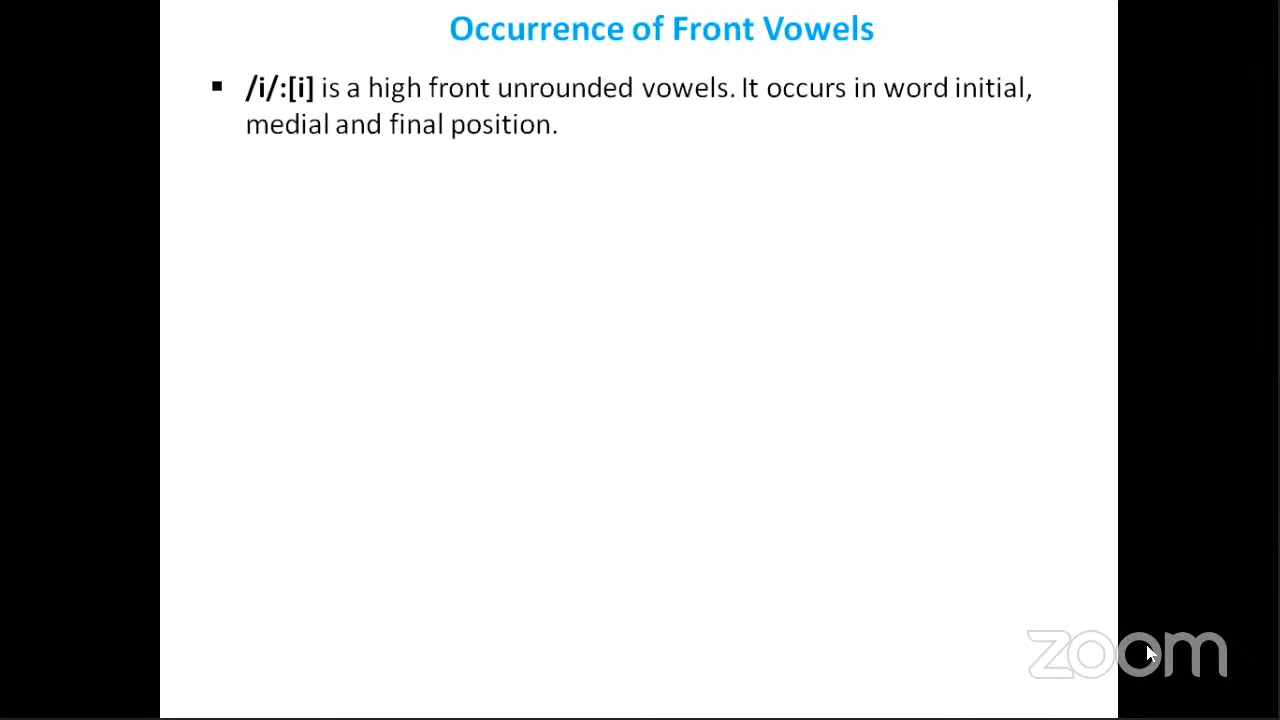 Occurrence of Front Vowels
▪ /i/:[i] is a high front unrounded vowels. It occurs in word initial,
medial and final position.
zoom